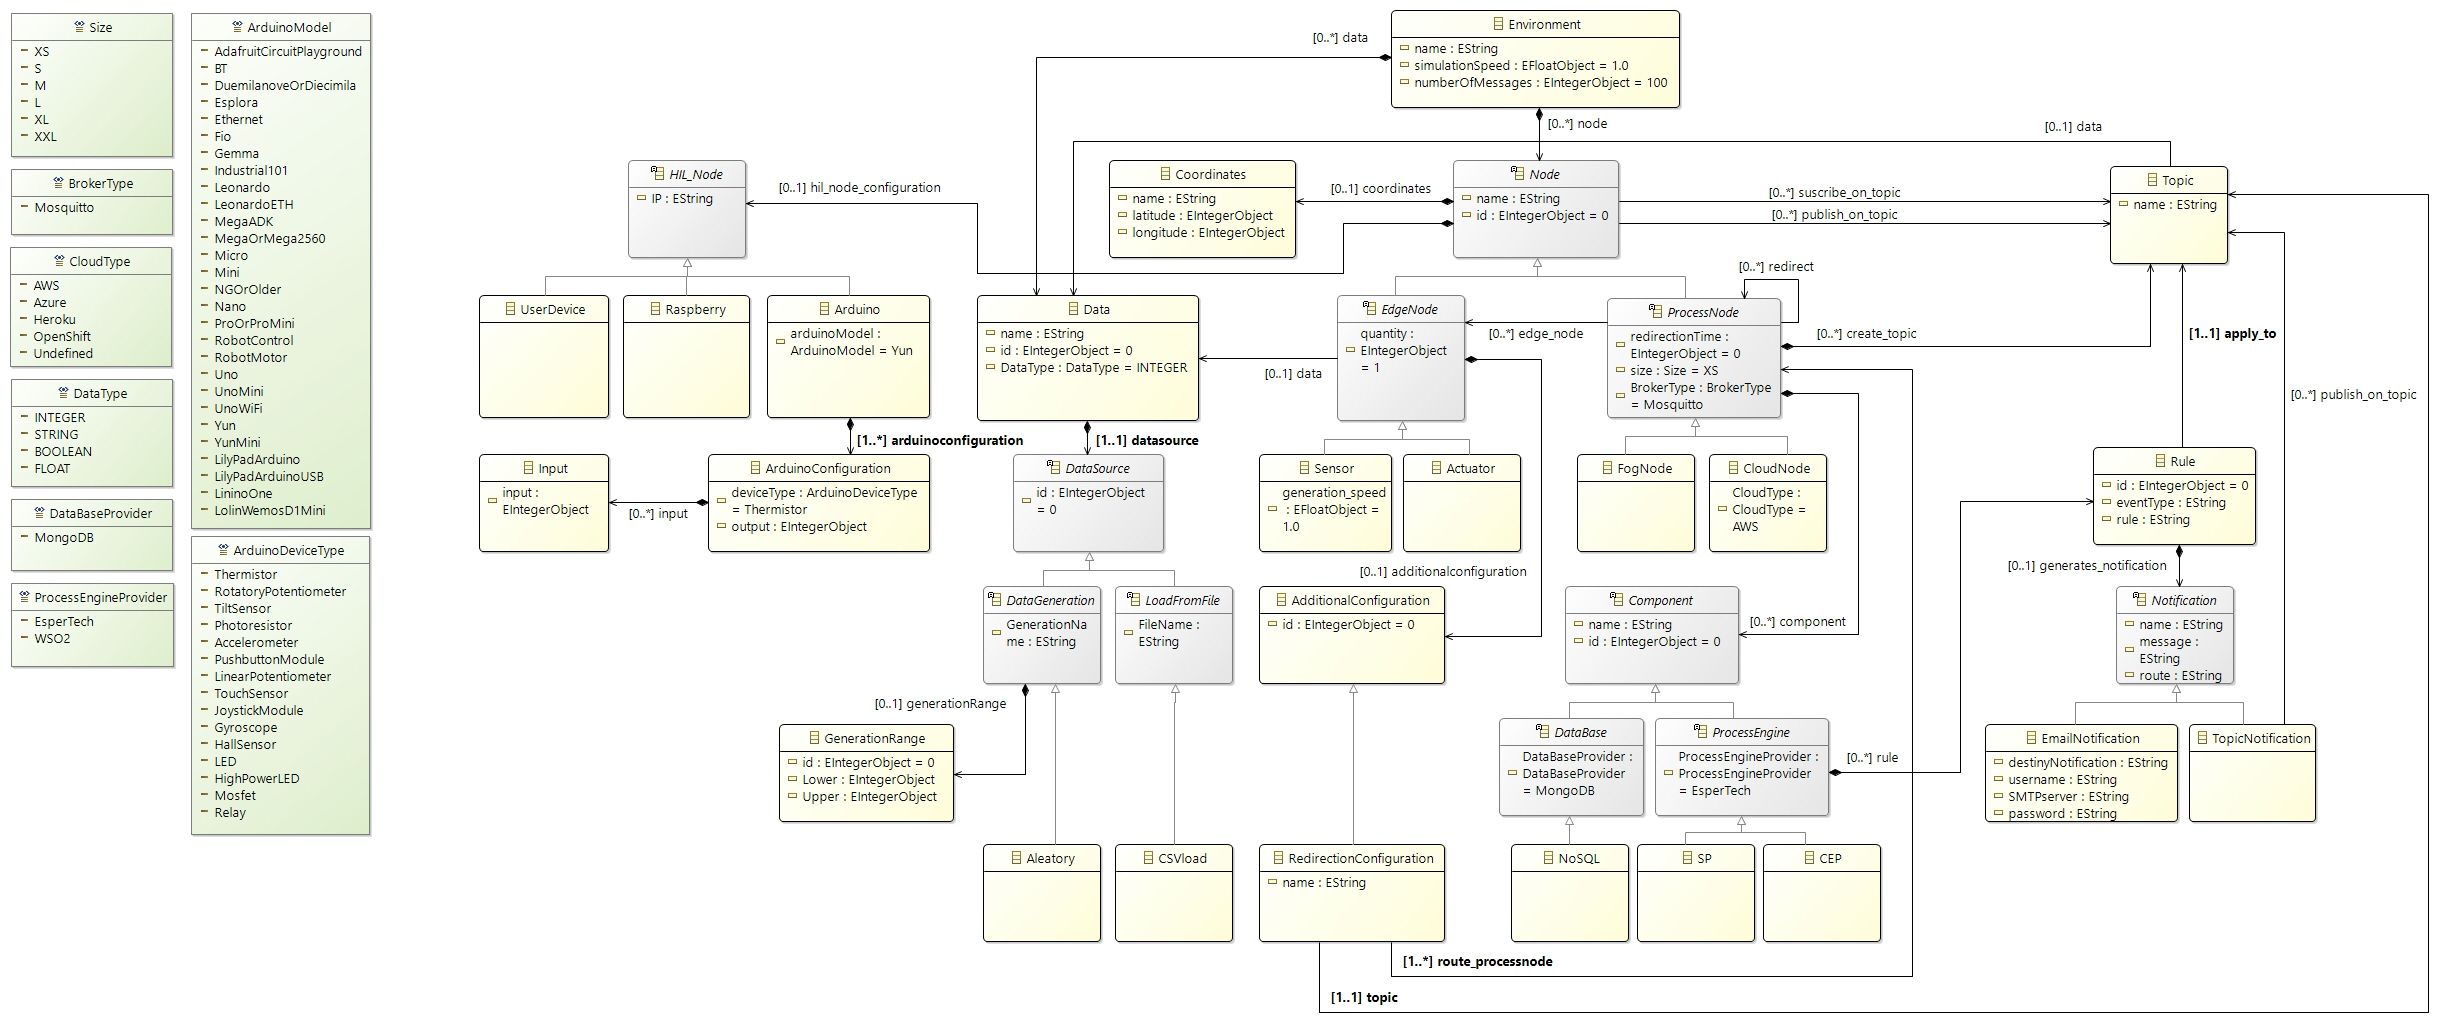 Size
XS
S
M
L
XL
XXL
BrokerType
Mosquitto
CloudType
AWS
Azure
Heroku
OpenShift
Undefined
DataType
INTEGER
STRING
BOOLEAN
FLOAT
DataBaseProvider
MongoDB
ProcessEngineProvider
EsperTech
WSO2
ArduinoModel
AdafruitCircuitPlayground
BT
DuemilanoveOrDiecimila
Esplora
Ethernet
Fio
Gemma
Industrial101
Leonardo
LeonardoETH
MegaADK
MegaOrMega2560
Micro
Mini
NGOrOlder
Nano
ProOrProMini
RobotControl
RobotMotor
Uno
UnoMini
UnoWiFi
Yun
YunMini
LilyPadArduino
LilyPadArduinoUSB
LininoOne
LolinWemosD1Mini
ArduinoDeviceType
Thermistor
RotatoryPotentiometer
TiltSensor
Photoresistor
Accelerometer
PushbuttonModule
LinearPotentiometer
TouchSensor
JoystickModule
Gyroscope
HallSensor
LED
HighPowerLED
Mosfet
Relay
Environment
name : EString
simulationSpeed : EFloatObject = 1.0
numberOfMessages : EIntegerObject = 100
[0..*] data
[0..*] node
[0..1] data
HIL_Node
IP : EString
[0..1] hil_node_configuration
Coordinates
name : EString
latitude : EIntegerObject
longitude : EIntegerObject
[0..1] coordinates
Node
name : EString
id : EIntegerObject = 0
[0..*] suscribe_on_topic
[0..*] publish_on_topic
Topic
name : EString
UserDevice
Raspberry
Arduino
arduinoModel :
ArduinoModel = Yun
Data
name : EString
id : EIntegerObject = 0
DataType : DataType = INTEGER
[0..1] data
EdgeNode
quantity :
EIntegerObject
= 1
[0..*] edge_node
[0..*] redirect
ProcessNode
redirectionTime :
EIntegerObject = 0
size : Size = XS
BrokerType : BrokerType
= Mosquitto
[0..*] create_topic
[1..1] apply_to
[0..*] publish_on_topic
[1..*] arduinoconfiguration
[1..1] datasource
Input
input :
EIntegerObject
[0..*] input
ArduinoConfiguration
deviceType : ArduinoDeviceType
= Thermistor
output : EIntegerObject
DataSource
id : EIntegerObject
= 0
Sensor
generation_speed
: EFloatObject =
1.0
Actuator
FogNode
CloudNode
CloudType :
CloudType =
AWS
Rule
id : EIntegerObject = 0
eventType : EString
rule : EString
[0..1] additionalconfiguration
[0..1] generates_notification
DataGeneration
GenerationNa
me : EString
LoadFromFile
FileName :
EString
AdditionalConfiguration
id : EIntegerObject = 0
Component
name : EString
id : EIntegerObject = 0
[0..*] component
Notification
name : EString
message :
EString
route : EString
[0..1] generationRange
GenerationRange
id : EIntegerObject = 0
Lower : EIntegerObject
Upper : EIntegerObject
DataBase
DataBaseProvider :
DataBaseProvider
= MongoDB
ProcessEngine
ProcessEngineProvider :
ProcessEngineProvider
= EsperTech
[0..*] rule
EmailNotification
destinyNotification : EString
username : EString
SMTPserver : EString
password : EString
TopicNotification
Aleatory
CSVload
RedirectionConfiguration
name : EString
NoSQL
SP
CEP
[1..*] route_processnode
[1..1] topic